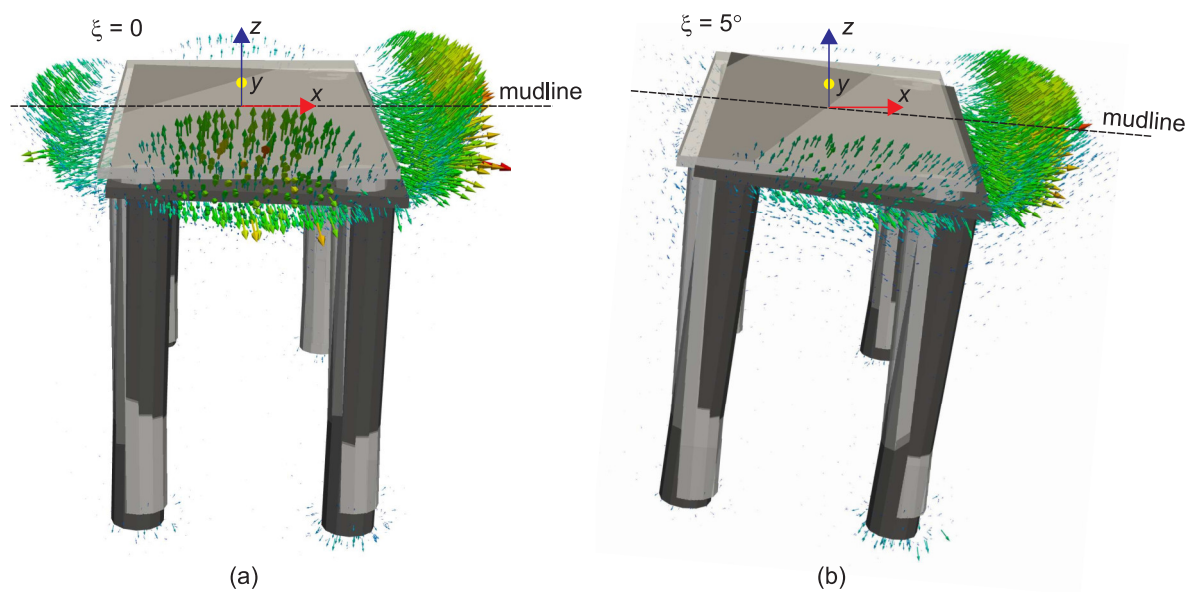 ξ = 0
z
y
x
mudline
(a)
ξ = 5°
z
y
x
mudline
(b)